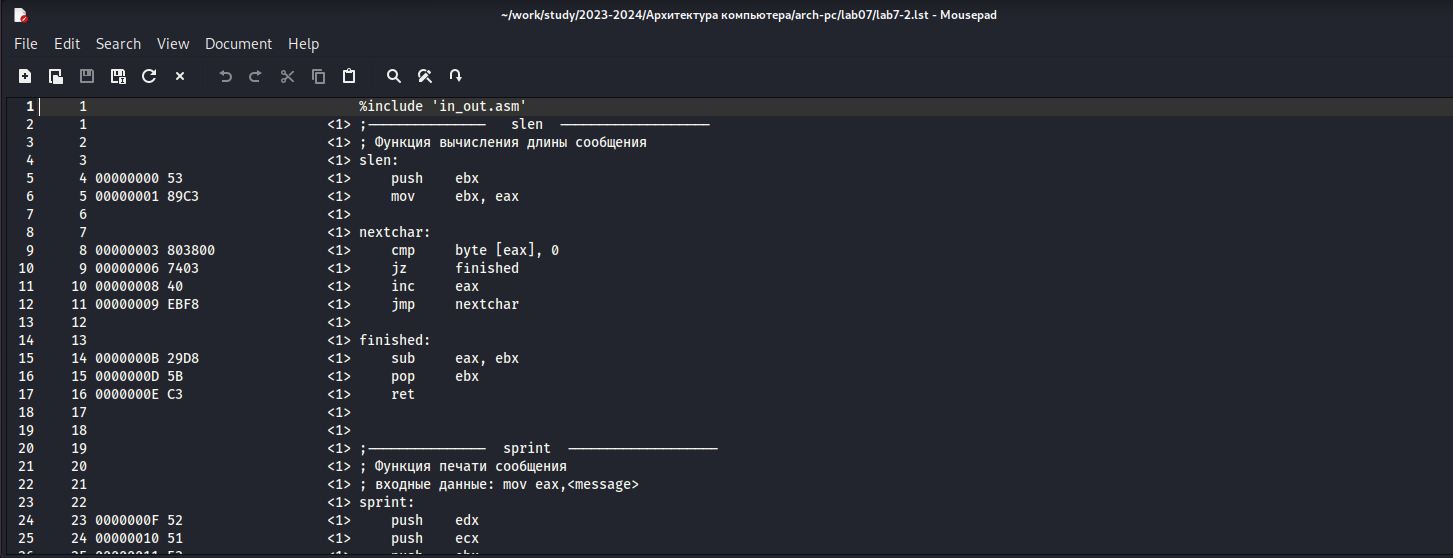 ~/work/study/2023-2024/Архитектура компьютера/arch-pc/lab07/lab7-2.lst - Mousepad
File Edit Search View Document Help
1 1 %include 'in_out.asm'
2 1 <1> ;--------------- slen -------------------
3 2 <1> ; Функция вычисления длины сообщения
4 3 <1> slen:
5 4 00000000 53 <1> push ebx
6 5 00000001 89C3 <1> mov ebx, eax
7 6 <1>
8 7 <1> nextchar:
9 8 00000003 803800 <1> cmp byte [eax], 0
10 9 00000006 7403 <1> jz finished
11 10 00000008 40 <1> inc eax
12 11 00000009 EBF8 <1> jmp nextchar
13 12 <1>
14 13 <1> finished:
15 14 0000000B 29D8 <1> sub eax, ebx
16 15 0000000D 5B <1> pop ebx
17 16 0000000E C3 <1> ret
18 17 <1>
19 18 <1>
20 19 <1> ;--------------- sprint -------------------
21 20 <1> ; Функция печати сообщения
22 21 <1> ; входные данные: mov eax,<message>
23 22 <1> sprint:
24 23 0000000F 52 <1> push edx
25 24 00000010 51 <1> push ecx